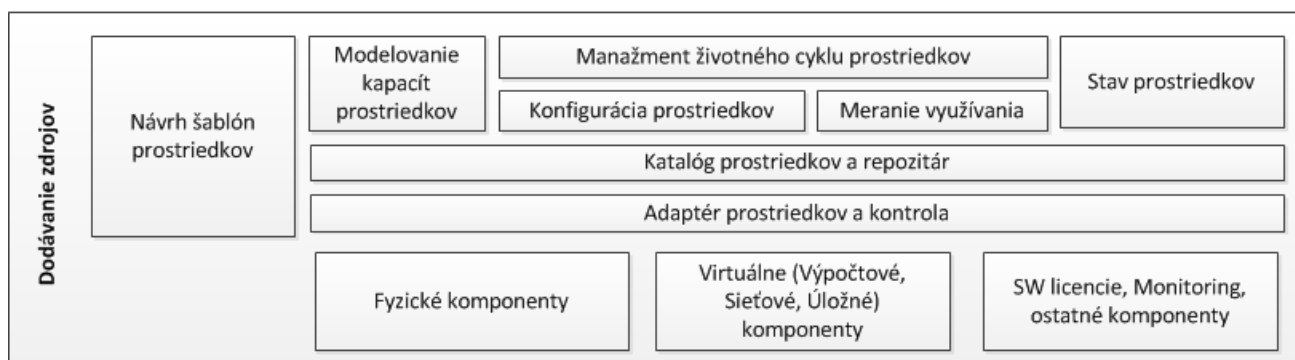 Dodávanie zdrojov
Návrh šablón
prostriedkov
Modelovanie
kapacít
prostriedkov
Manažment životného cyklu prostriedkov
Konfigurácia prostriedkov
Meranie využívania
Stav prostriedkov
Katalóg prostriedkov a repozitár
Adaptér prostriedkov a kontrola
Fyzické komponenty
Virtuálne (Výpočtové,
Sieťové, Úložné)
komponenty
SW licencie, Monitoring,
ostatné komponenty